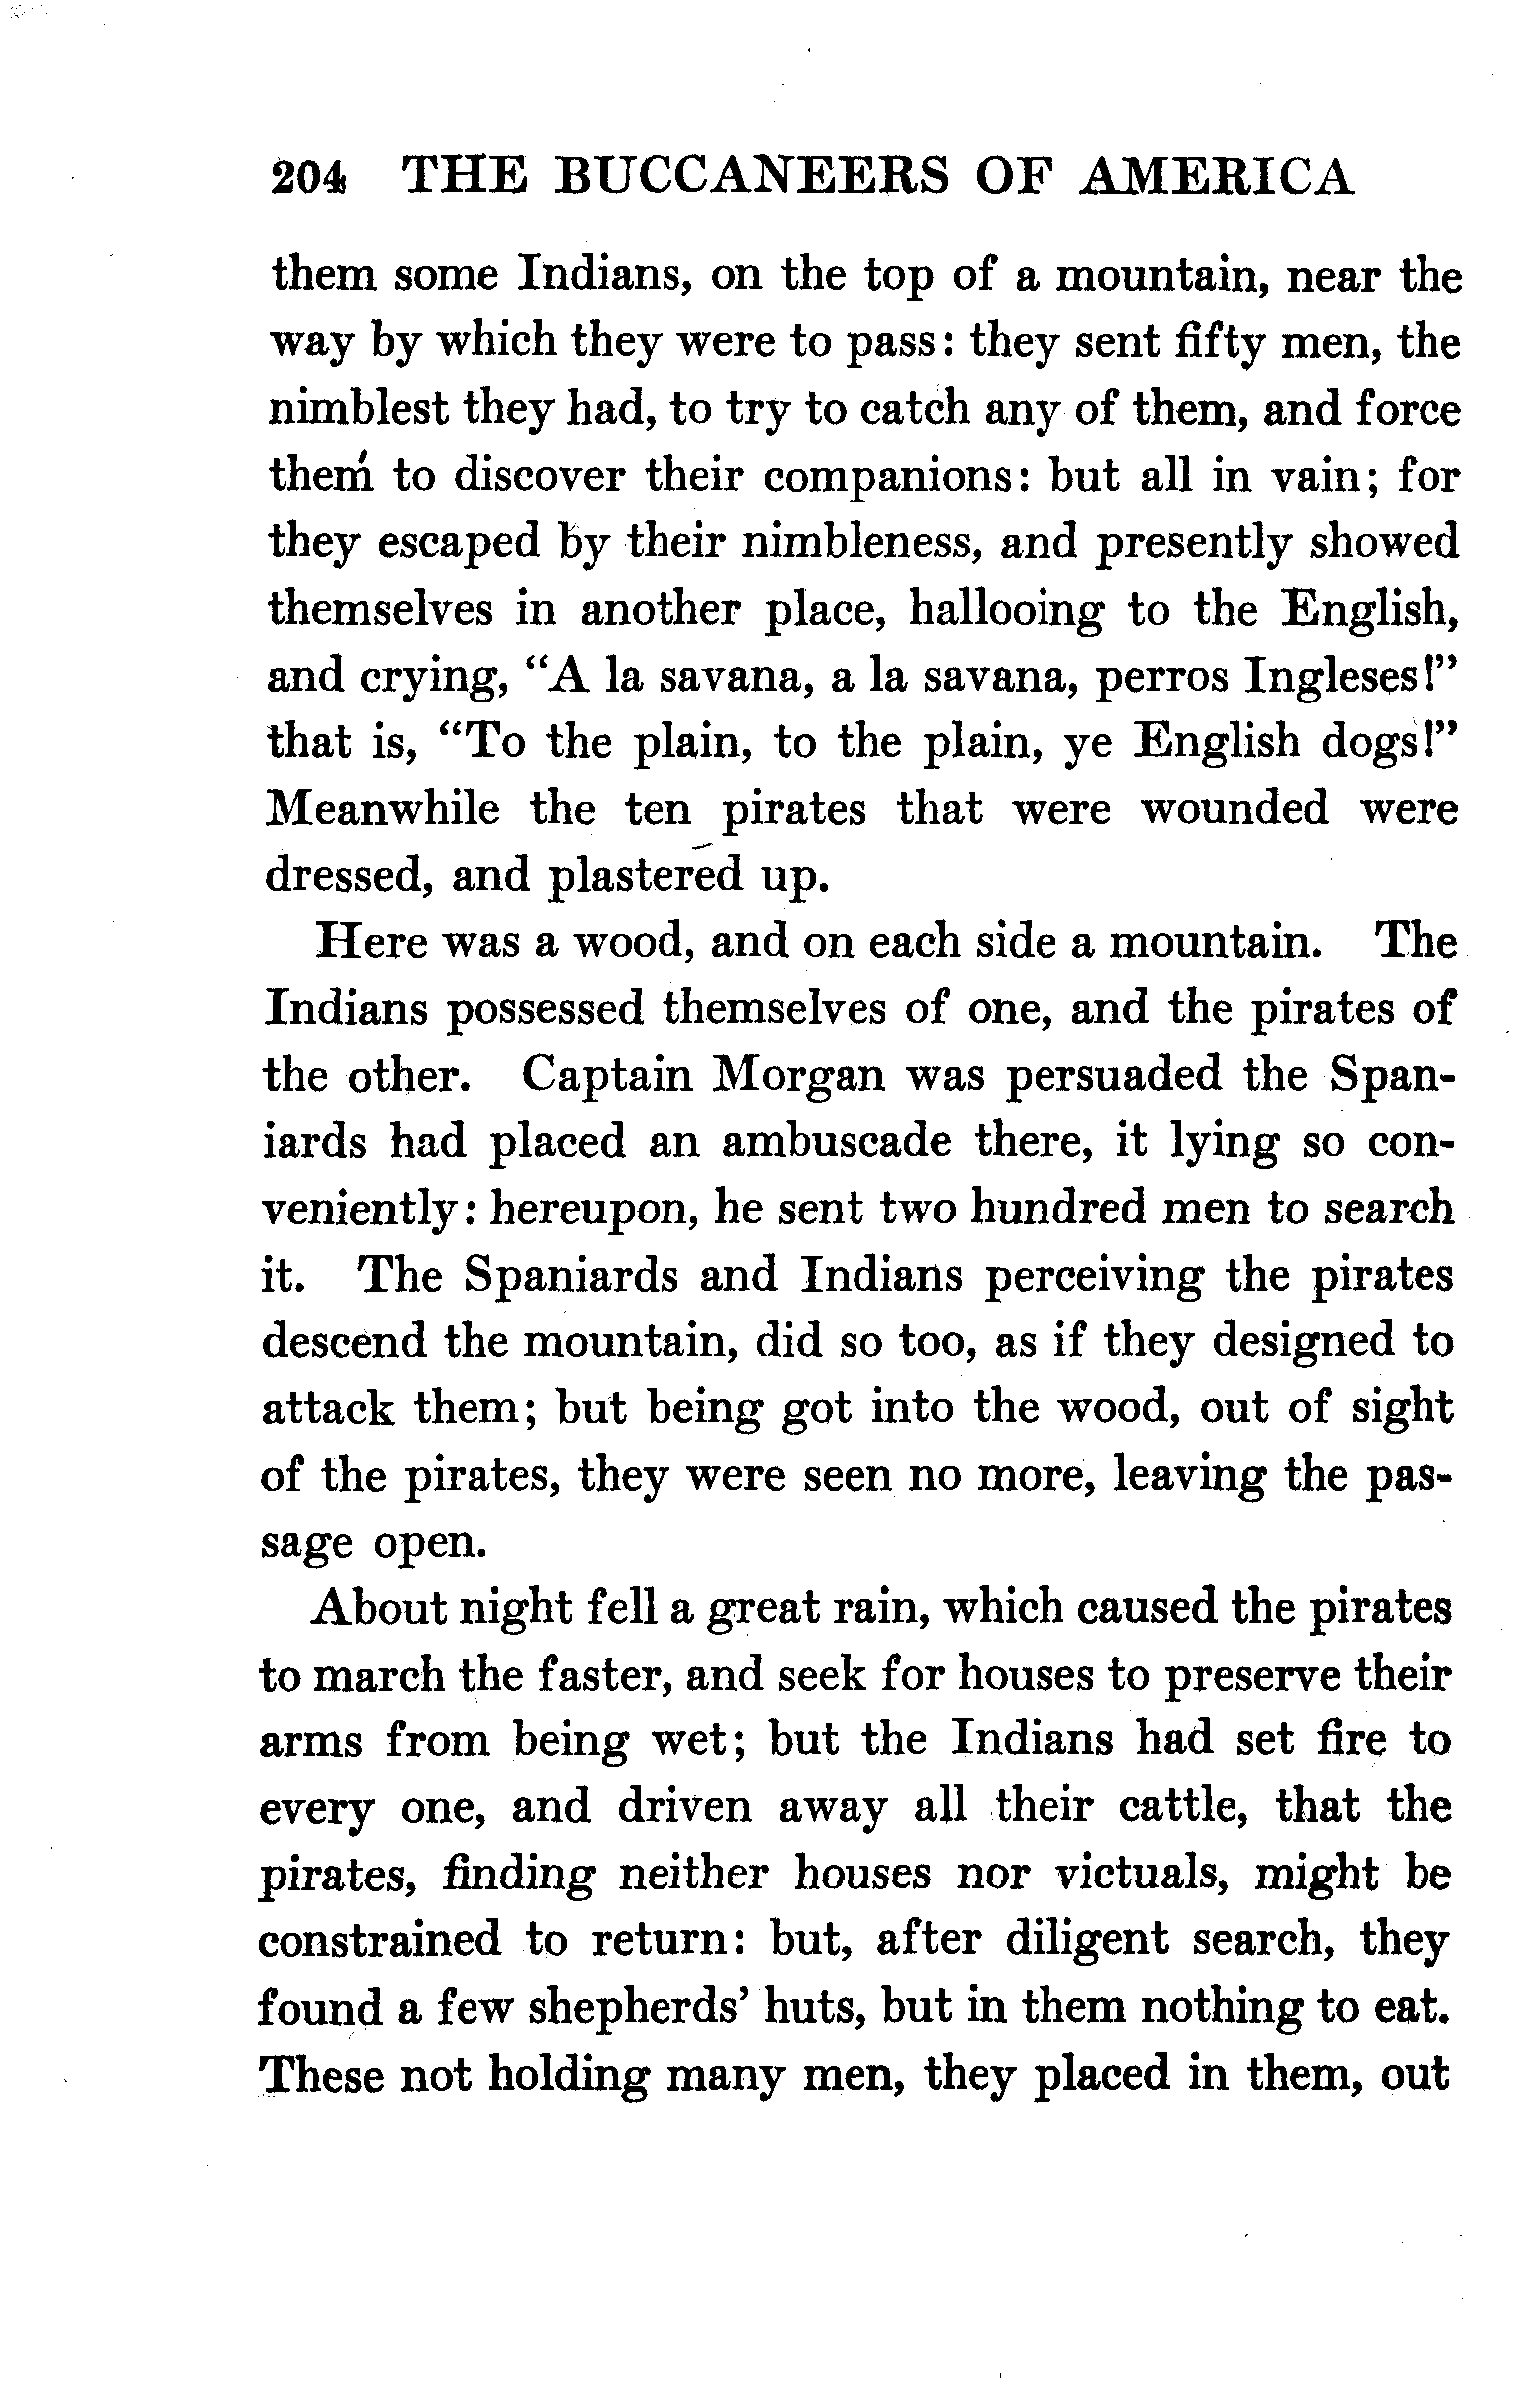 204 THE BUCCANEERS OF AMERICA
them some Indians, on the top of a mountain, near the
way by which they were to pass: they sent fifty men, the
nimblest they had, to try to catch any of them, and force
them to discover their companions: but all in vain; for
they escaped by their nimbleness, and presently showed
themselves in another place, hallooing to the English,
and crying, "A la savana, a la savana, perros Ingleses!"
that is, "To the plain, to the plain, ye English dogs!"
Meanwhile the ten pirates that were wounded were
dressed, and plastered up.
Here was a wood, and on each side a mountain. The
Indians possessed themselves of one, and the pirates of
the other. Captain Morgan was persuaded the Span-
iards had placed an ambuscade there, it lying so con-
veniently: hereupon, he sent two hundred men to search
it. The Spaniards and Indians perceiving the pirates
descend the mountain, did so too, as if they designed to
attack them; but being got into the wood, out of sight
of the pirates, they were seen no more, leaving the pas-
sage open.
About night fell a great rain, which caused the pirates
to march the faster, and seek for houses to preserve their
arms from being wet; but the Indians had set fire to
every one, and driven away all their cattle, that the
pirates, finding neither houses nor victuals, might be
constrained to return: but, after diligent search, they
found a few shepherds' huts, but in them nothing to eat.
These not holding many men, they placed in them, out